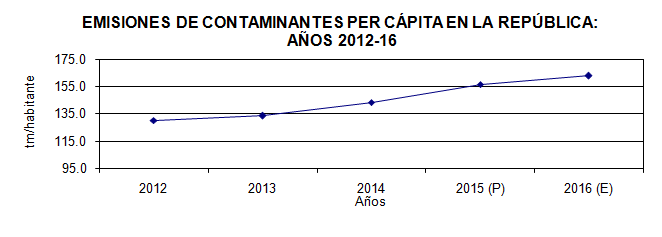 EMISIONES DE CONTAMINANTES PER CÁPITA EN LA REPÚBLICA:
AÑOS 2012-16
175.0
155.0
135.0
115.0
95.0
tm/habitante
2012 2013 2014 2015 (P) 2016 (E)
Años